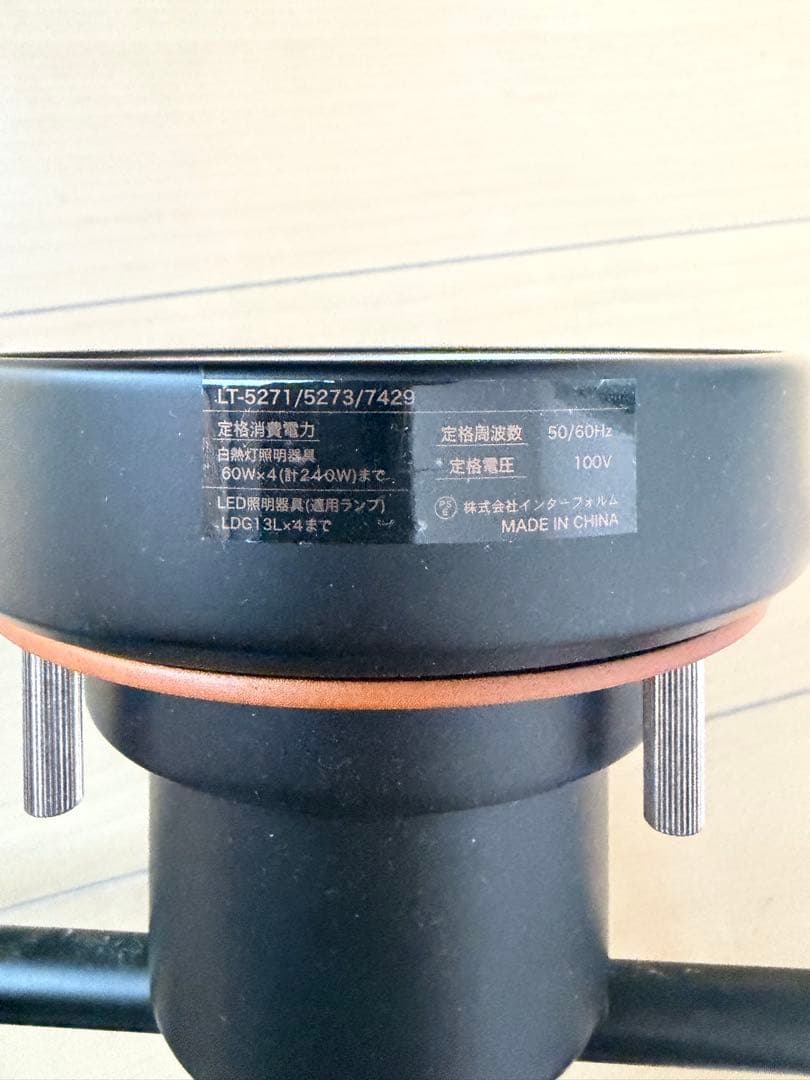 LT-5271/5273/7429
定格消費電力
白熱灯照明器具
60W×4(計240W)まで
LED照明器具(適用ランプ)
LDG13L×4まで
定格周波数 50/60Hz
定格電圧 100V
PS E 株式会社インターフォルム
MADE IN CHINA